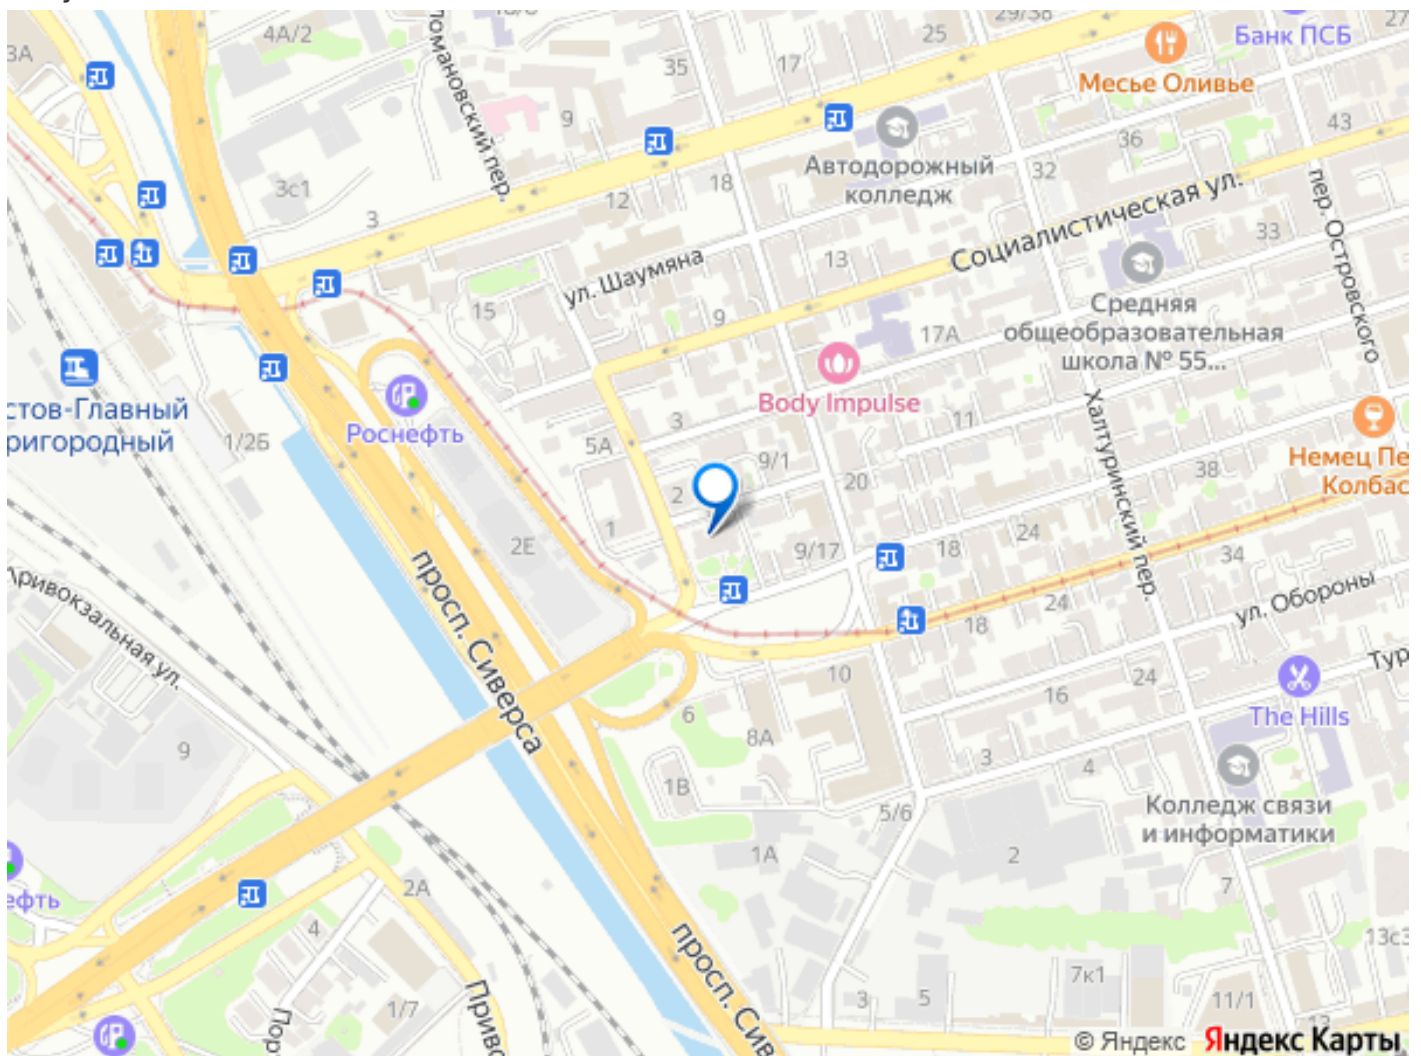 3А
4А/2
Ломановский пер.
35
17
25
29/38
Месье Оливье
Банк ПСБ
27
9
Автодорожный
колледж
36
43
3с1
3
12
18
32
Социалистическая ул.
пер. Островского
33
ул. Шаумяна
13
15
9
17А
Средняя
общеобразовательная
школа № 55...
стов-Главный
ригородный
1/2Б
Роснефть
Body Impulse
5А
3
11
Халтуринский пер.
Немец Пе
Колбас
2
9/1
20
38
1
2Е
9/17
18
24
34
просп. Сиверса
ул. Обороны
24
18
Привокзальная ул.
10
16
24
Тур
The Hills
6
8А
3
4
9
1В
5/6
Колледж связи
и информатики
1А
2
7
ефть
2А
4
просп. Сив
13с3
7к1
1/7
Пор
Приво
3
5
11/1
13
© Яндекс Яндекс Карты